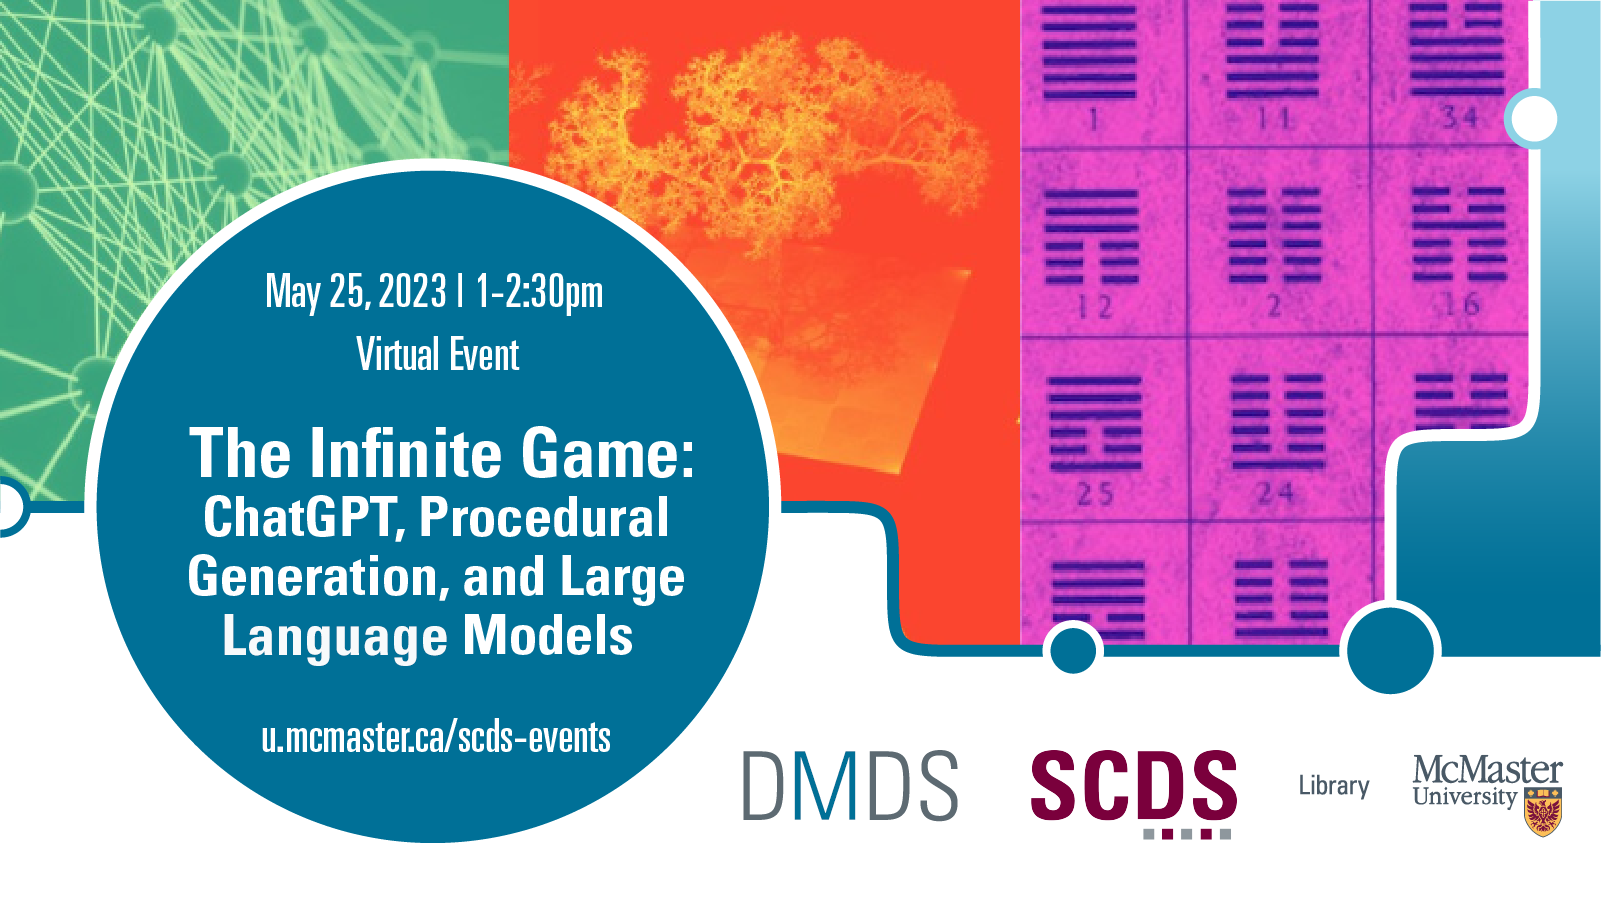 May 25, 2023 | 1-2:30pm
Virtual Event
The Infinite Game:
ChatGPT, Procedural
Generation, and Large
Language Models
u.mcmaster.ca/scds-events
1 11 34
12 2 16
25 24
DMDS
SCDS
Library
McMaster
University